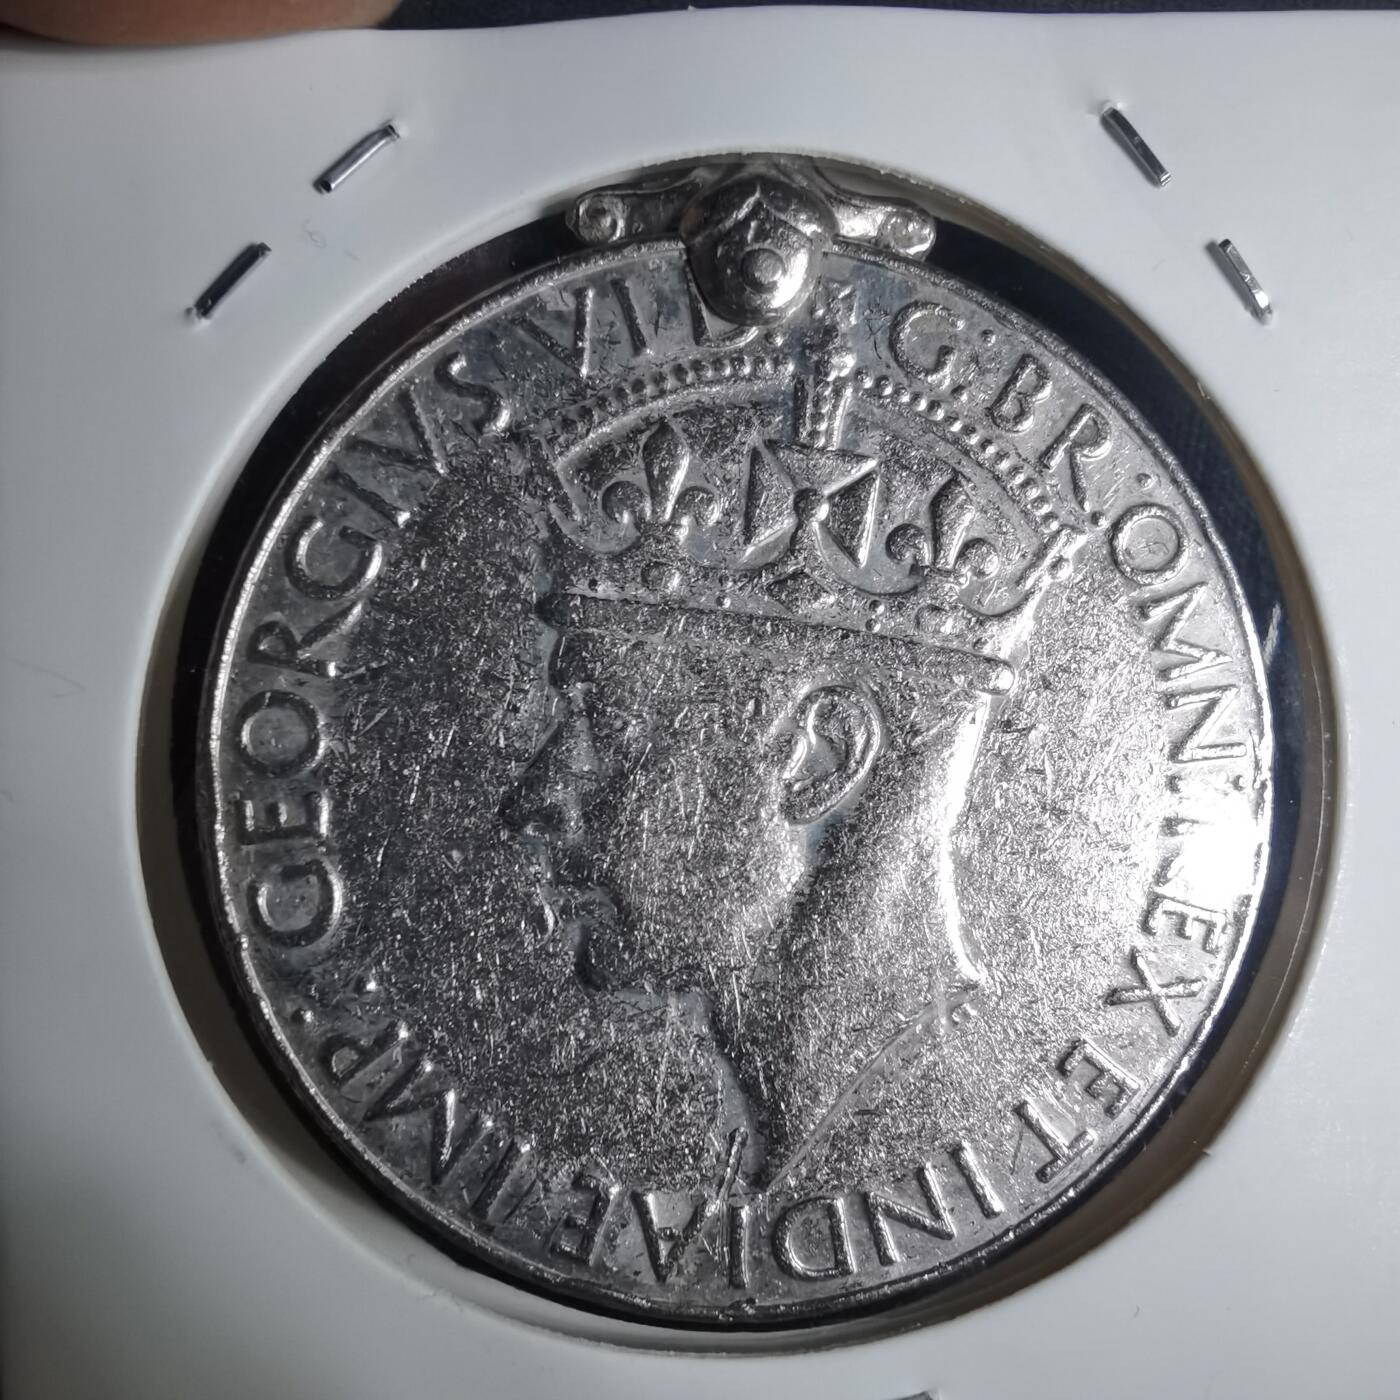 GEORGIVS VI D: G: BR: OMN: REX ET INDIAE IMP: